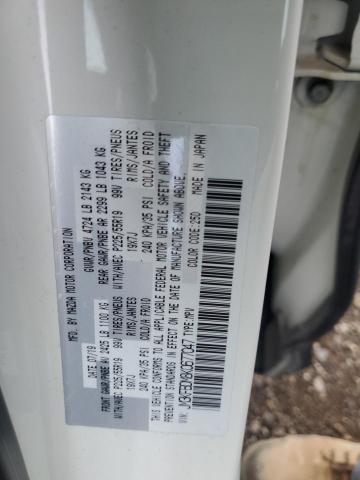 MFD. BY MAZDA MOTOR CORPORATION
DATE: 07/19 GVWR/PNBV: 4724 LB 2143 KG
FRONT GAWR/PNBE AV 2425 LB 1100 KG REAR GAWR/PNBE AR 2299 LB 1043 KG
WITH/AVEC P225/55R19 99V TIRES/PNEUS WITH/AVEC P225/55R19 99V TIRES/PNEUS
19X7J RIMS/JANTES 19X7J RIMS/JANTES
240 KPA/35 PSI COLD/A FROID 240 KPA/35 PSI COLD/A FROID
THIS VEHICLE CONFORMS TO ALL APPLICABLE FEDERAL MOTOR VEHICLE SAFETY AND THEFT
PREVENTION STANDARDS IN EFFECT ON THE DATE OF MANUFACTURE SHOWN ABOVE.
TYPE:MPV COLOR CODE: 25D MADE IN JAPAN